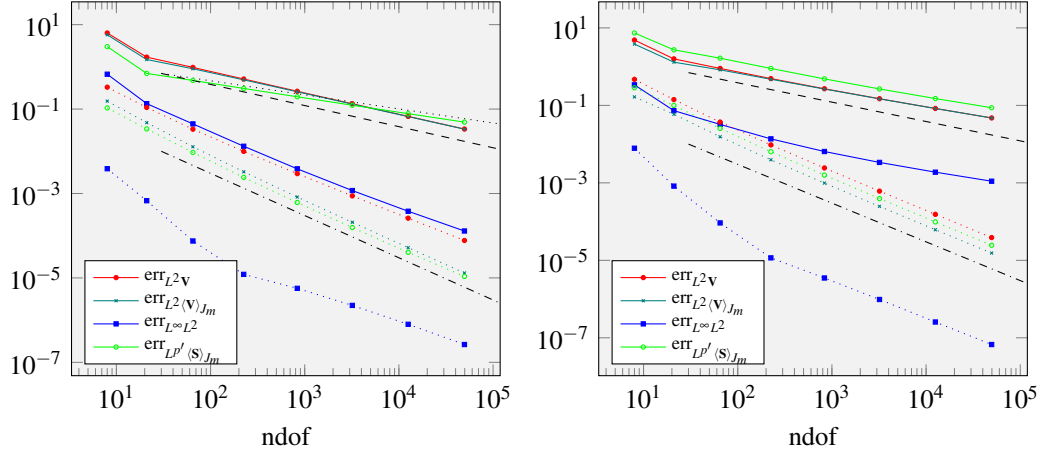 10^1
10^{-1}
10^{-3}
10^{-5}
10^{-7}
10^1 10^2 10^3 10^4 10^5
ndof
err_{L^2 𝐕}
err_{L^2 ⟨𝐕⟩_{J_m}}
err_{L^∞ L^2}
err_{L^{p′} ⟨𝐒⟩_{J_m}}
10^1
10^{-1}
10^{-3}
10^{-5}
10^{-7}
10^1 10^2 10^3 10^4 10^5
ndof
err_{L^2 𝐕}
err_{L^2 ⟨𝐕⟩_{J_m}}
err_{L^∞ L^2}
err_{L^{p′} ⟨𝐒⟩_{J_m}}